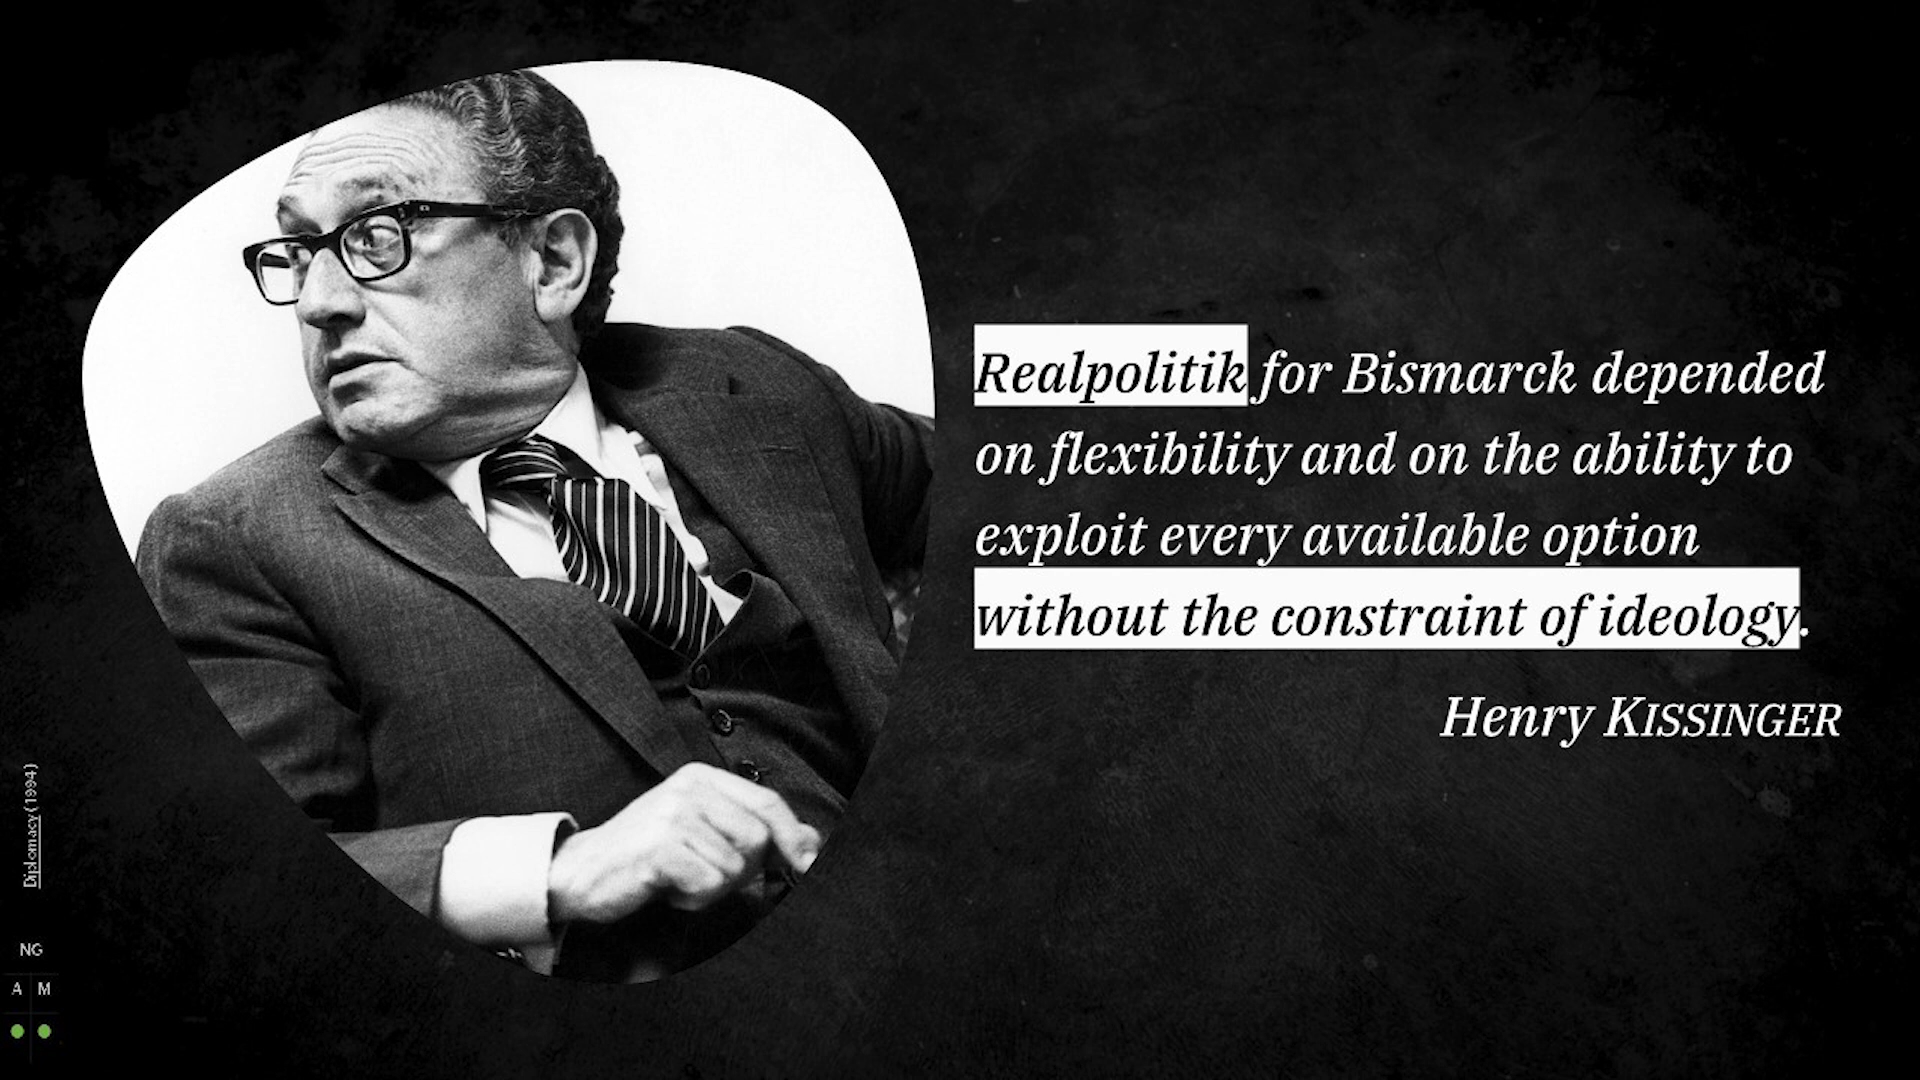 Realpolitik for Bismarck depended
on flexibility and on the ability to
exploit every available option
without the constraint of ideology.
Henry KISSINGER
Diplomacy (1994)
NG
A M